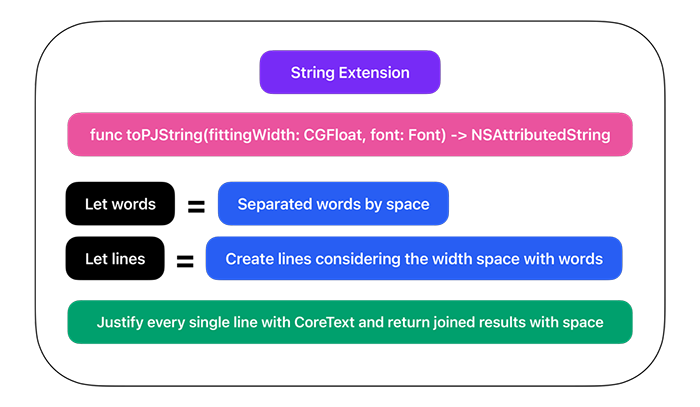 String Extension
func toPJString(fittingWidth: CGFloat, font: Font) -> NSAttributedString
Let words = Separated words by space
Let lines = Create lines considering the width space with words
Justify every single line with CoreText and return joined results with space